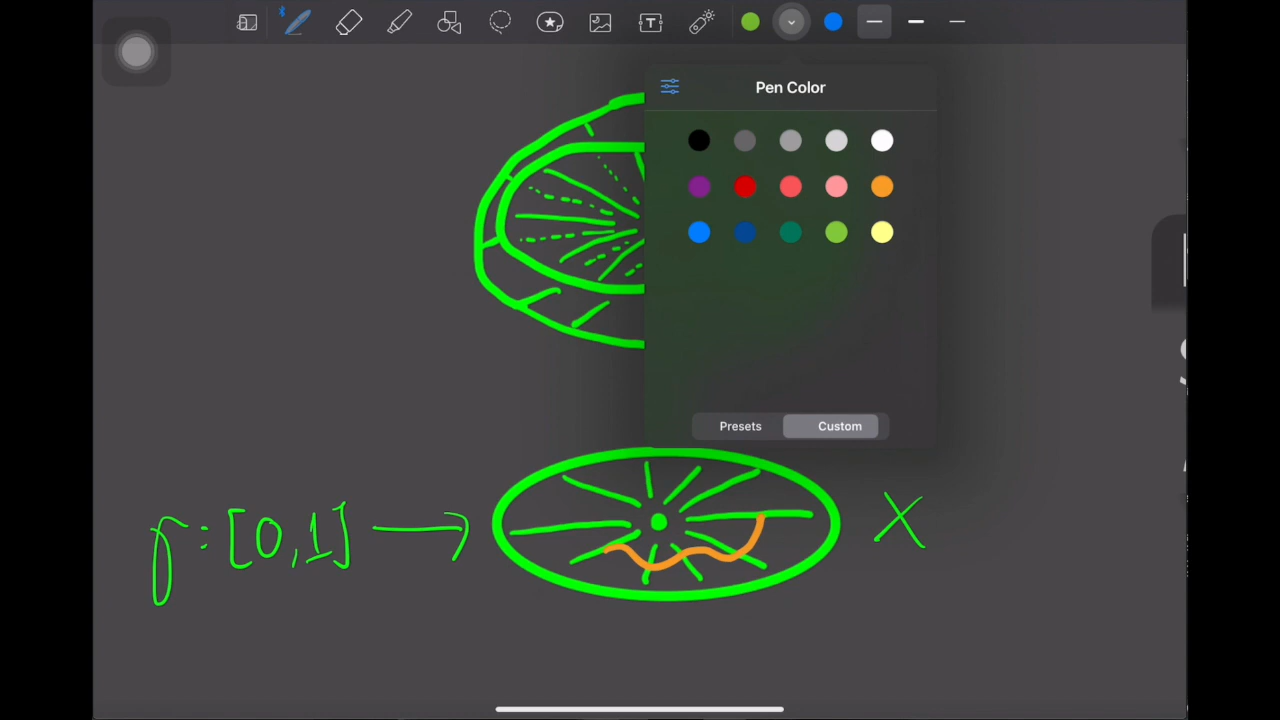 Pen Color
Presets Custom
γ : [0,1] ⟶ X